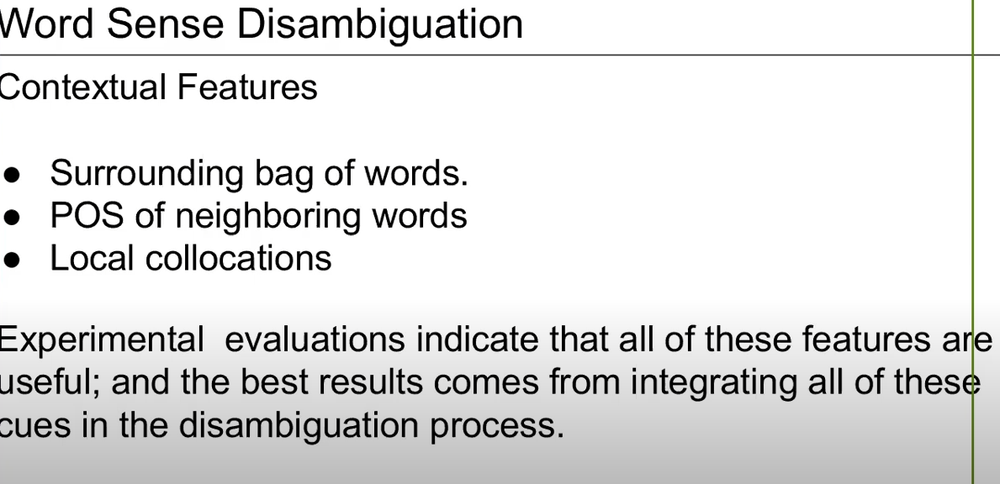 Word Sense Disambiguation
Contextual Features
● Surrounding bag of words.
● POS of neighboring words
● Local collocations
Experimental  evaluations indicate that all of these features are
useful; and the best results comes from integrating all of these
cues in the disambiguation process.